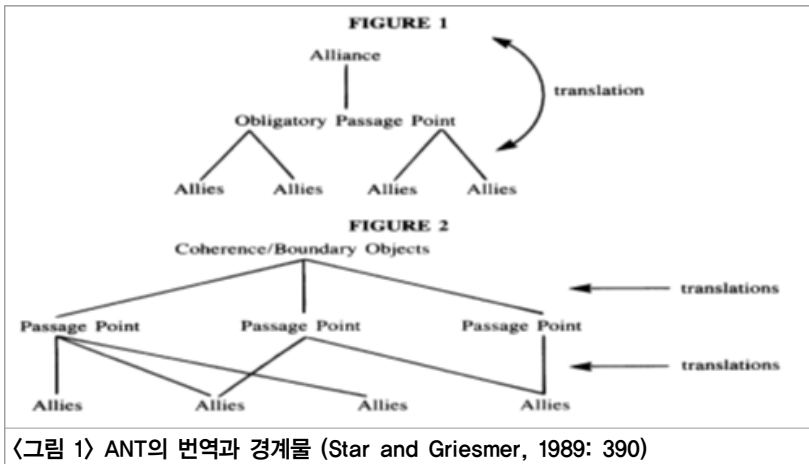 FIGURE 1
Alliance
translation
Obligatory Passage Point
Allies Allies Allies Allies
FIGURE 2
Coherence/Boundary Objects
translations
Passage Point Passage Point Passage Point
translations
Allies Allies Allies Allies
<그림 1> ANT의 번역과 경계물 (Star and Griesmer, 1989: 390)